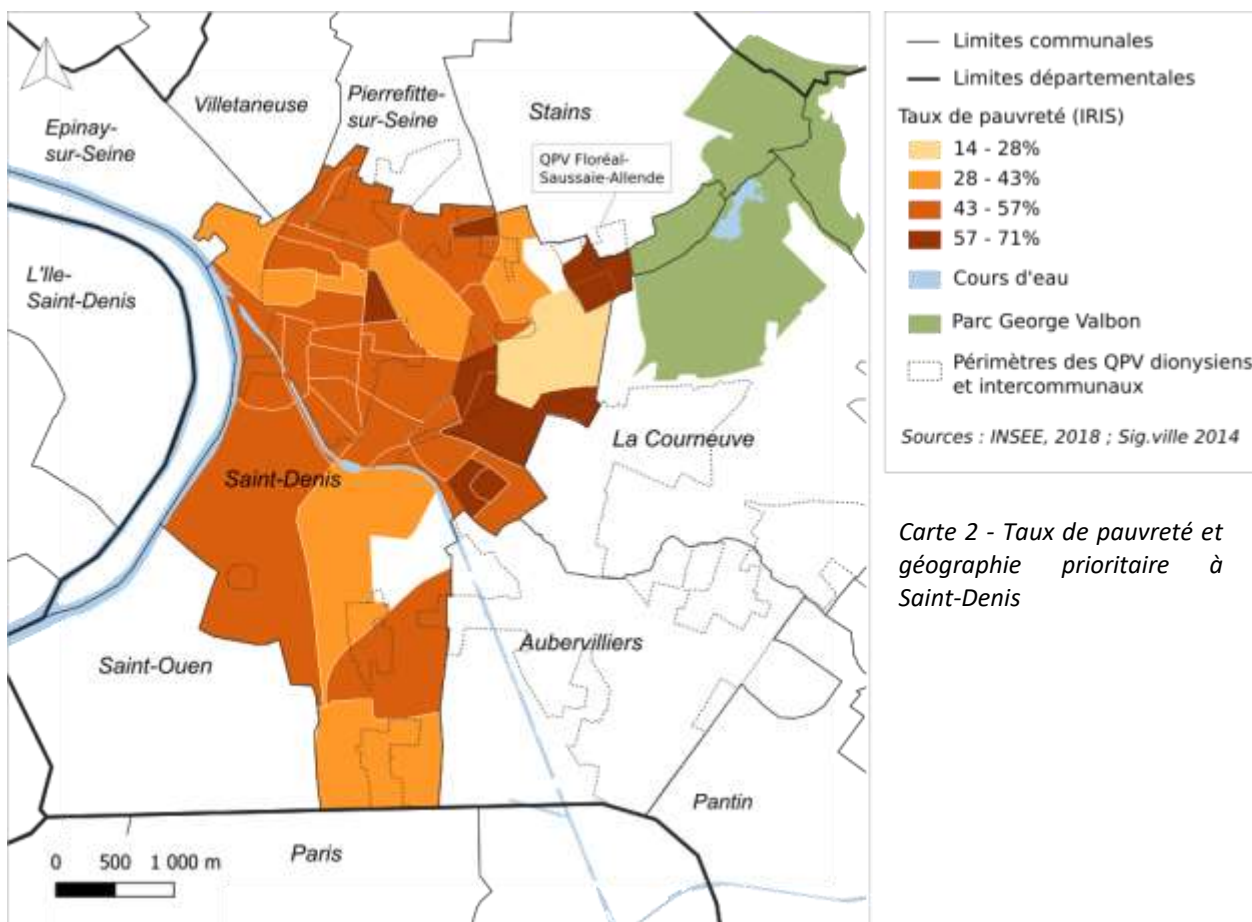 Villetaneuse
Pierrefitte-
sur-Seine
Stains
Epinay-
sur-Seine
QPV Floréal-
Saussaie-Allende
L'Ile-
Saint-Denis
La Courneuve
Saint-Denis
Aubervilliers
Saint-Ouen
Pantin
Paris
0 500 1 000 m
Limites communales
Limites départementales
Taux de pauvreté (IRIS)
14 - 28%
28 - 43%
43 - 57%
57 - 71%
Cours d'eau
Parc George Valbon
Périmètres des QPV dionysiens
et intercommunaux
Sources : INSEE, 2018 ; Sig.ville 2014
Carte 2 - Taux de pauvreté et
géographie prioritaire à
Saint-Denis